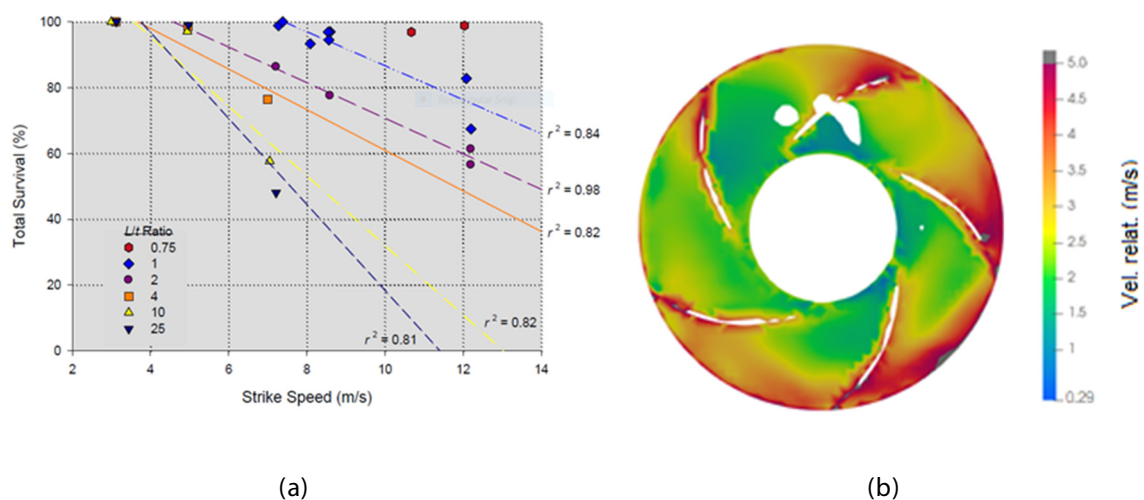 Total Survival (%)
100
80
60
40
20
0
L/t Ratio
0.75
1
2
4
10
25
r² = 0.84
r² = 0.98
r² = 0.82
r² = 0.82
r² = 0.81
2 4 6 8 10 12 14
Strike Speed (m/s)
(a)
5.0
4.5
4
3.5
3
2.5
2
1.5
1
0.29
Vel. relat. (m/s)
(b)